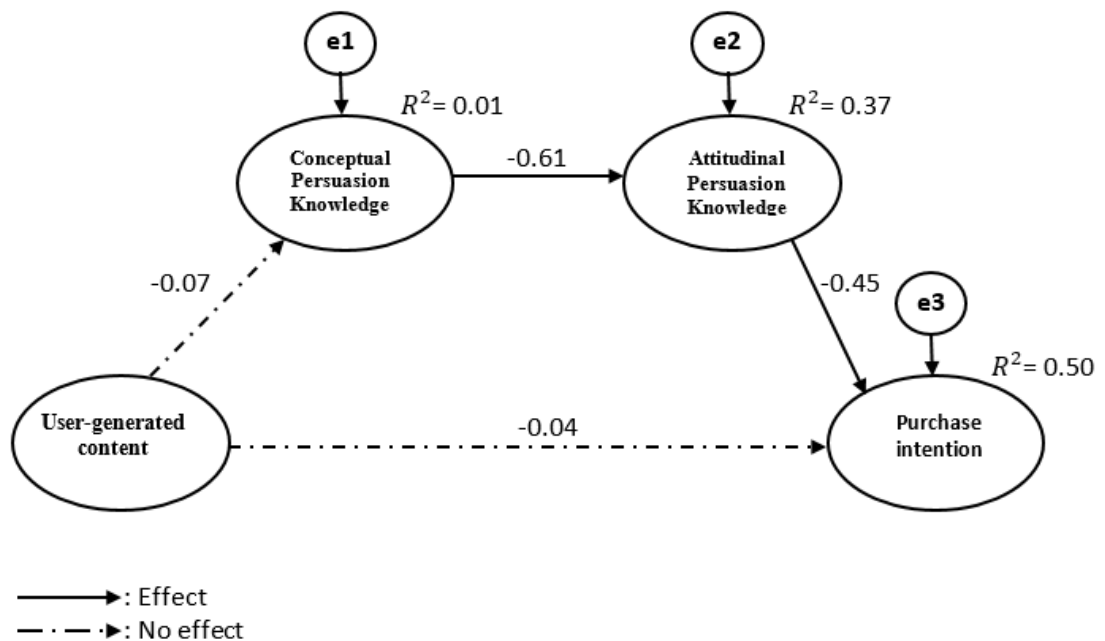 e1
e2
R²= 0.01
R²= 0.37
Conceptual
Persuasion
Knowledge
-0.61
Attitudinal
Persuasion
Knowledge
-0.07
-0.45
e3
R²= 0.50
User-generated
content
-0.04
Purchase
intention
: Effect
: No effect